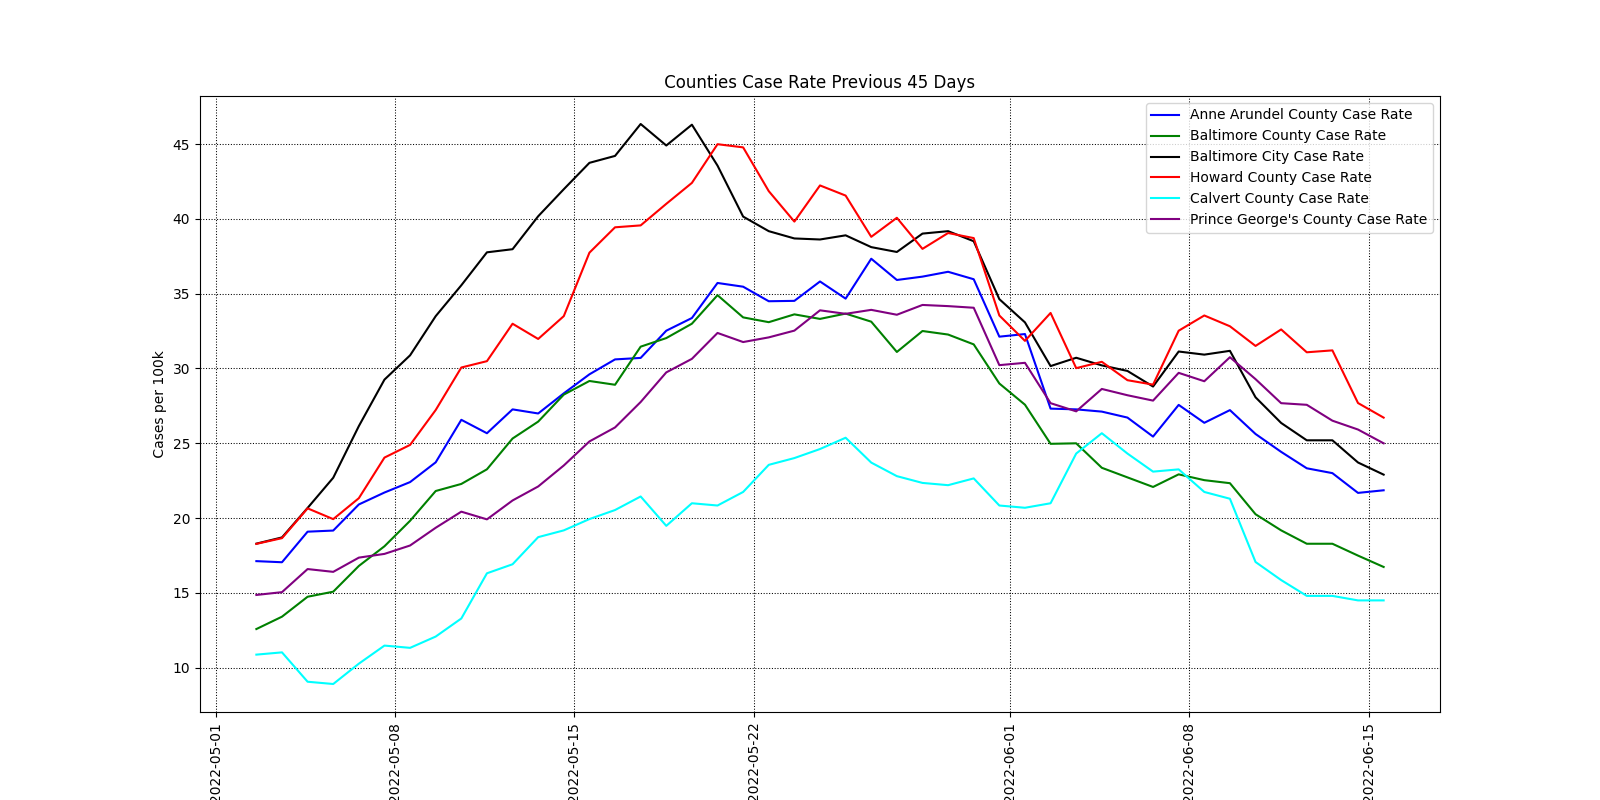 Counties Case Rate Previous 45 Days
Anne Arundel County Case Rate
Baltimore County Case Rate
Baltimore City Case Rate
Howard County Case Rate
Calvert County Case Rate
Prince George's County Case Rate
Cases per 100k
45
40
35
30
25
20
15
10
2022-05-01
2022-05-08
2022-05-15
2022-05-22
2022-06-01
2022-06-08
2022-06-15